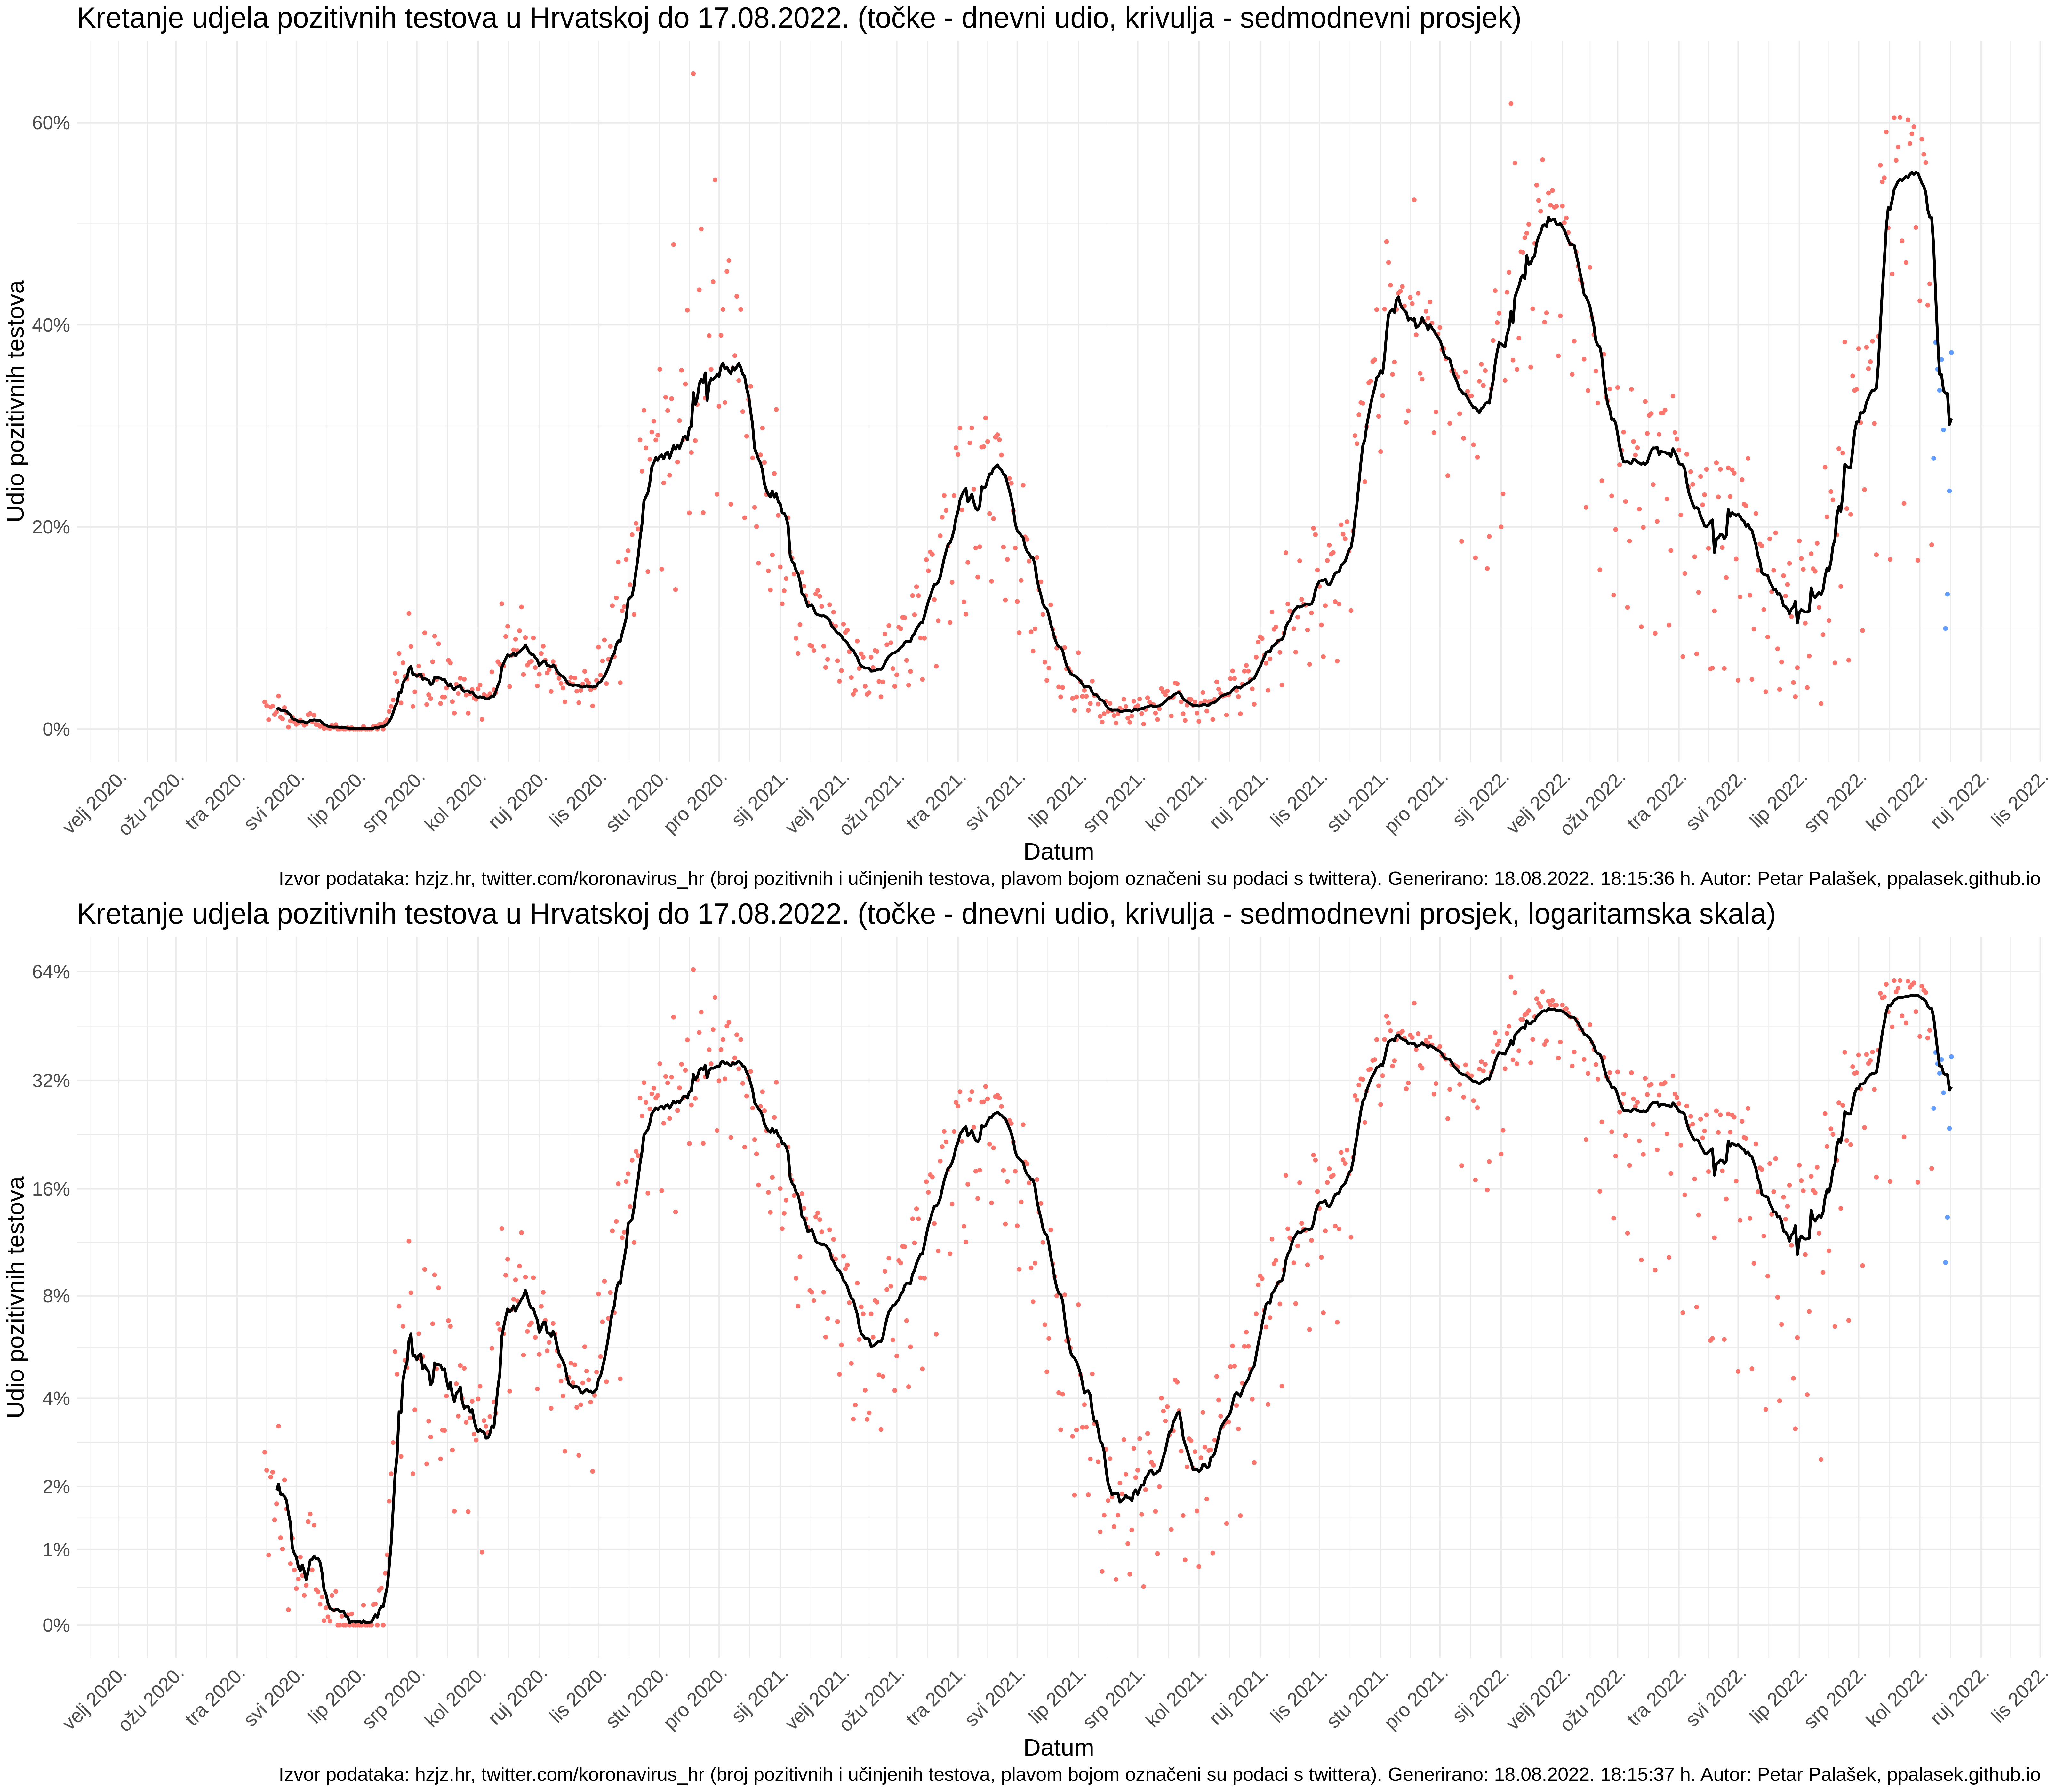 Kretanje udjela pozitivnih testova u Hrvatskoj do 17.08.2022. (točke - dnevni udio, krivulja - sedmodnevni prosjek)
Udio pozitivnih testova
60%
40%
20%
0%
velj 2020.
ožu 2020.
tra 2020.
svi 2020.
lip 2020.
srp 2020.
kol 2020.
ruj 2020.
lis 2020.
stu 2020.
pro 2020.
sij 2021.
velj 2021.
ožu 2021.
tra 2021.
svi 2021.
lip 2021.
srp 2021.
kol 2021.
ruj 2021.
lis 2021.
stu 2021.
pro 2021.
sij 2022.
velj 2022.
ožu 2022.
tra 2022.
svi 2022.
lip 2022.
srp 2022.
kol 2022.
ruj 2022.
lis 2022.
Datum
Izvor podataka: hzjz.hr, twitter.com/koronavirus_hr (broj pozitivnih i učinjenih testova, plavom bojom označeni su podaci s twittera). Generirano: 18.08.2022. 18:15:36 h. Autor: Petar Palašek, ppalasek.github.io
Kretanje udjela pozitivnih testova u Hrvatskoj do 17.08.2022. (točke - dnevni udio, krivulja - sedmodnevni prosjek, logaritamska skala)
Udio pozitivnih testova
64%
32%
16%
8%
4%
2%
1%
0%
velj 2020.
ožu 2020.
tra 2020.
svi 2020.
lip 2020.
srp 2020.
kol 2020.
ruj 2020.
lis 2020.
stu 2020.
pro 2020.
sij 2021.
velj 2021.
ožu 2021.
tra 2021.
svi 2021.
lip 2021.
srp 2021.
kol 2021.
ruj 2021.
lis 2021.
stu 2021.
pro 2021.
sij 2022.
velj 2022.
ožu 2022.
tra 2022.
svi 2022.
lip 2022.
srp 2022.
kol 2022.
ruj 2022.
lis 2022.
Datum
Izvor podataka: hzjz.hr, twitter.com/koronavirus_hr (broj pozitivnih i učinjenih testova, plavom bojom označeni su podaci s twittera). Generirano: 18.08.2022. 18:15:37 h. Autor: Petar Palašek, ppalasek.github.io